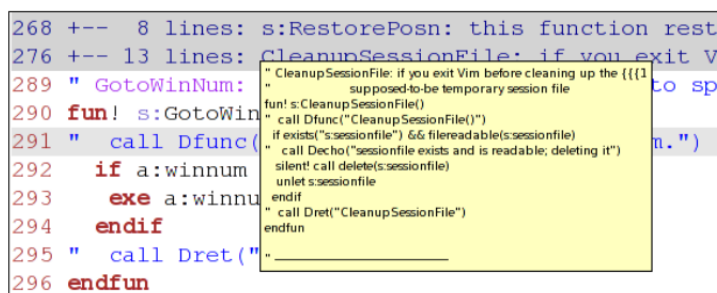 268 +-- 8 lines: s:RestorePosn: this function rest
276 +-- 13 lines: CleanupSessionFile: if you exit V
289 " GotoWinNum: to sp
290 fun! s:GotoWin
291 " call Dfunc( m.")
292 if a:winnum
293 exe a:winnu
294 endif
295 " call Dret("
296 endfun
" CleanupSessionFile: if you exit Vim before cleaning up the {{{1
" supposed-to-be temporary session file
fun! s:CleanupSessionFile()
" call Dfunc("CleanupSessionFile()")
if exists("s:sessionfile") && filereadable(s:sessionfile)
" call Decho("sessionfile exists and is readable; deleting it")
silent! call delete(s:sessionfile)
unlet s:sessionfile
endif
" call Dret("CleanupSessionFile")
endfun
" ____________________